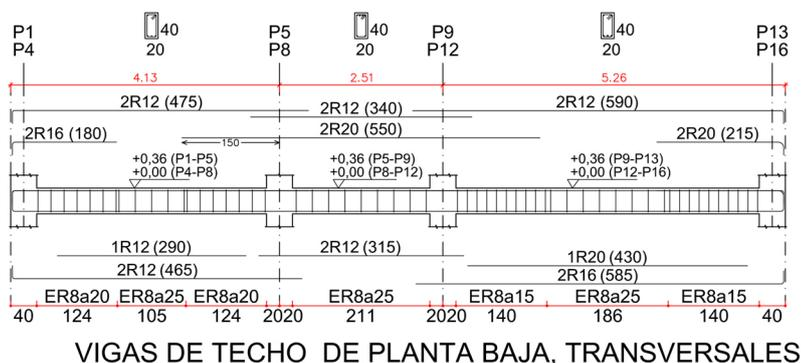 P1 40 P5 40 P9 40 P13
P4 20 P8 20 P12 20 P16
4.13 2.51 5.26
2R12 (475) 2R12 (340) 2R12 (590)
2R16 (180) 150 2R20 (550) 2R20 (215)
+0,36 (P1-P5) +0,36 (P5-P9) +0,36 (P9-P13)
+0,00 (P4-P8) +0,00 (P8-P12) +0,00 (P12-P16)
1R12 (290) 2R12 (315) 1R20 (430)
2R12 (465) 2R16 (585)
ER8a20 ER8a25 ER8a20 ER8a25 ER8a15 ER8a25 ER8a15
40 124 105 124 2020 211 2020 140 186 140 40
VIGAS DE TECHO DE PLANTA BAJA, TRANSVERSALES